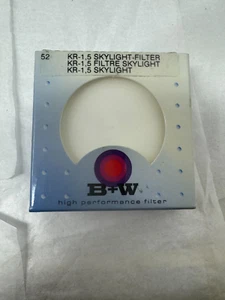 52 KR-1,5 SKYLIGHT-FILTER
KR-1,5 FILTRE SKYLIGHT
KR-1,5 SKYLIGHT
B+W®
high performance filter